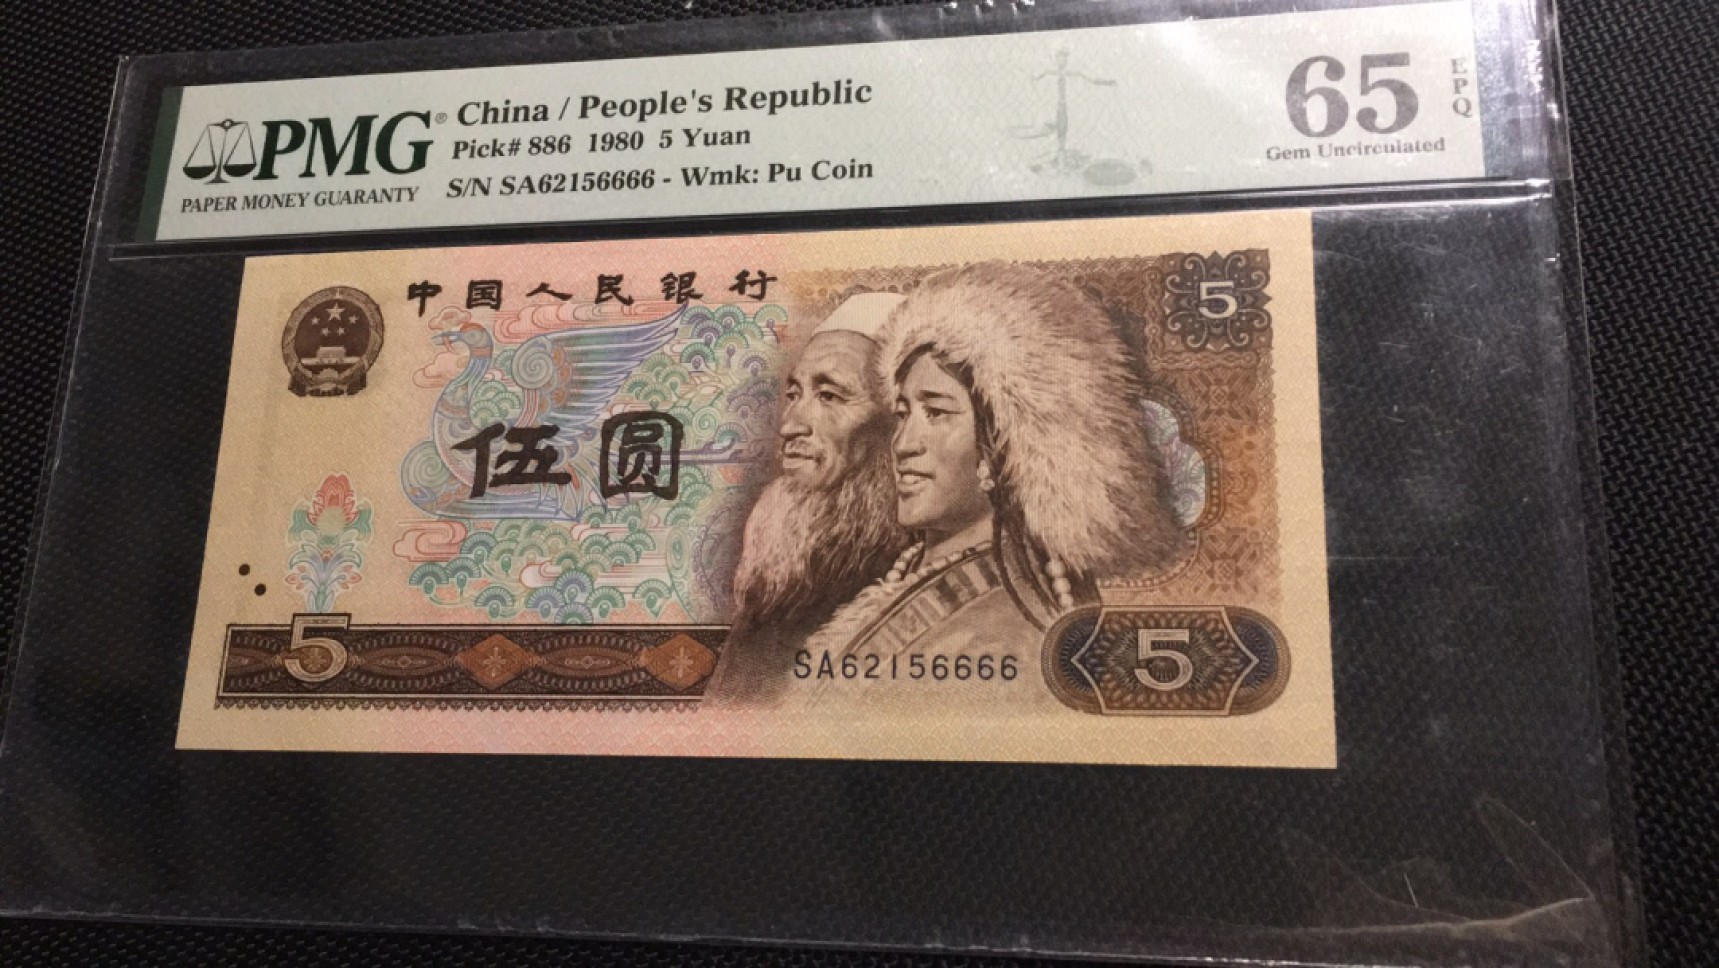 PMG®
PAPER MONEY GUARANTY
China / People's Republic
Pick# 886 1980 5 Yuan
S/N SA62156666 - Wmk: Pu Coin
65
EPQ
Gem Uncirculated
中国人民银行
5
伍圆
5
SA62156666
5